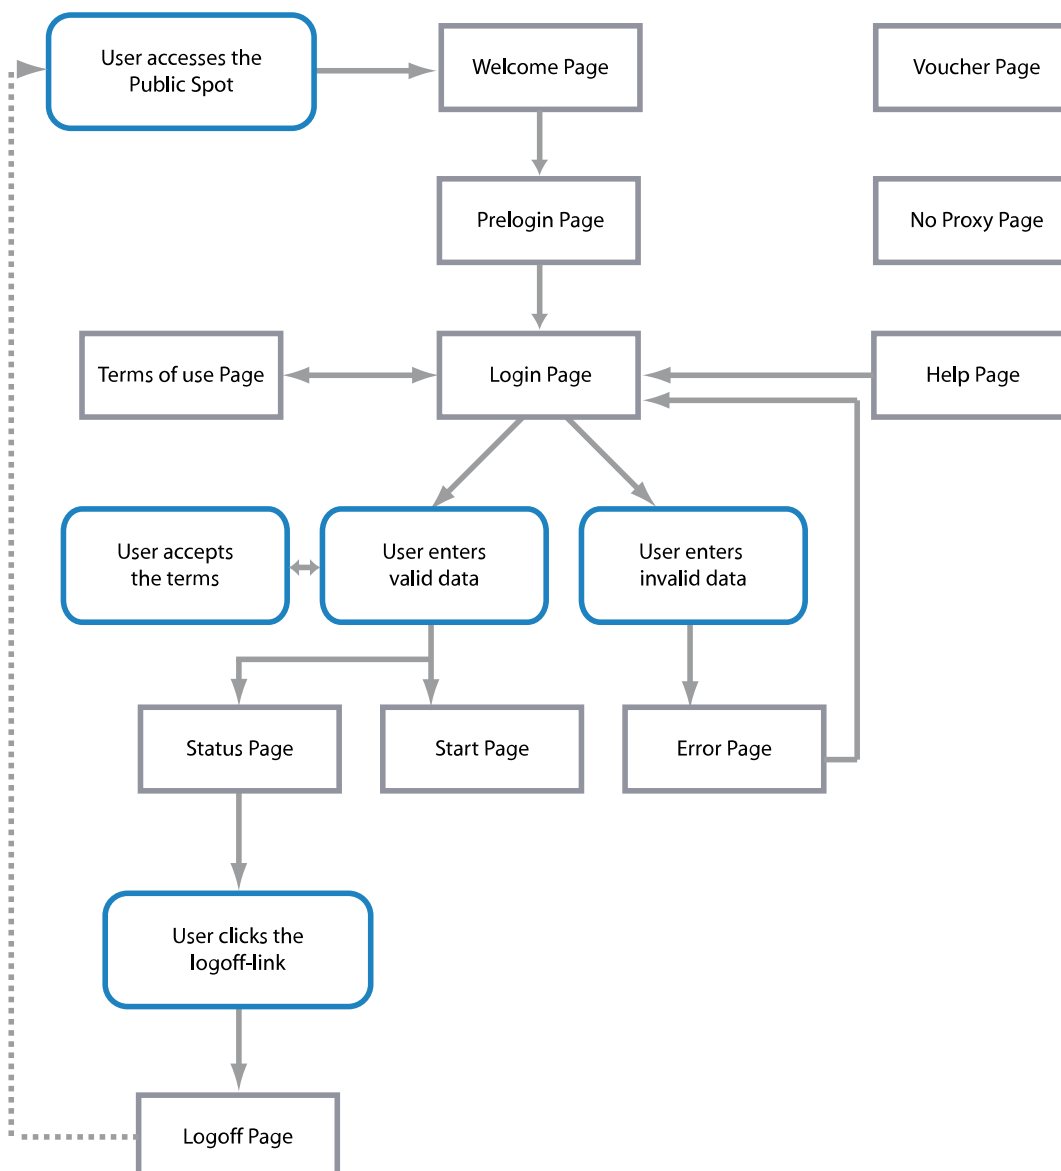 User accesses the
Public Spot
Welcome Page
Voucher Page
Prelogin Page
No Proxy Page
Terms of use Page
Login Page
Help Page
User accepts
the terms
User enters
valid data
User enters
invalid data
Status Page
Start Page
Error Page
User clicks the
logoff-link
Logoff Page